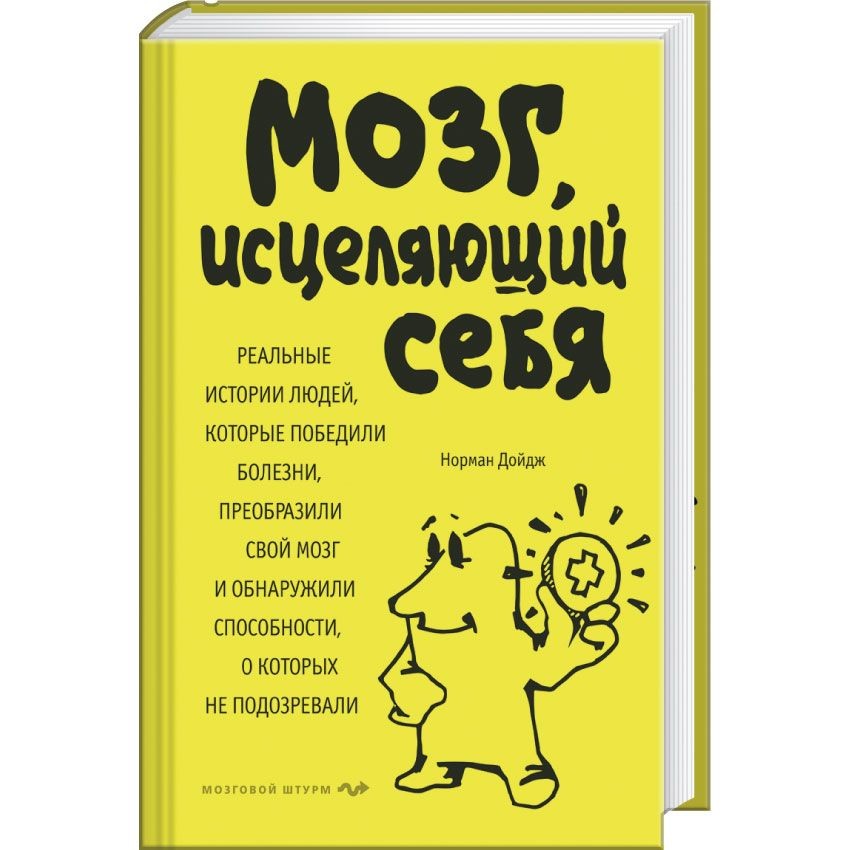 мозг,
исцеляющий
себя
РЕАЛЬНЫЕ
ИСТОРИИ ЛЮДЕЙ,
КОТОРЫЕ ПОБЕДИЛИ
БОЛЕЗНИ,
ПРЕОБРАЗИЛИ
СВОЙ МОЗГ
И ОБНАРУЖИЛИ
СПОСОБНОСТИ,
О КОТОРЫХ
НЕ ПОДОЗРЕВАЛИ
Норман Дойдж
МОЗГОВОЙ ШТУРМ